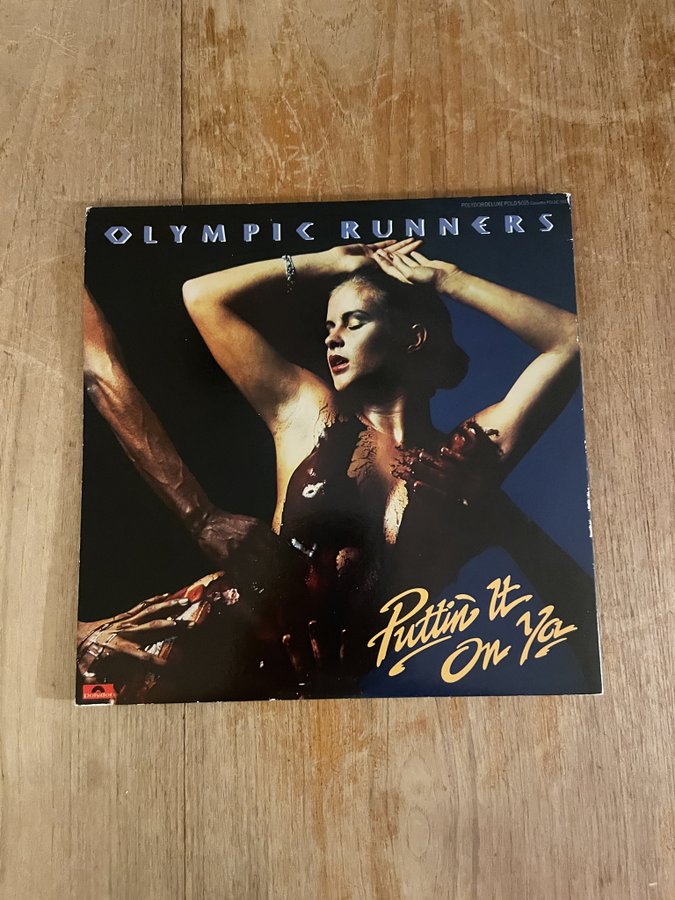 POLYDOR DELUXE POLD 5035
OLYMPIC RUNNERS
Puttin' It
On Ya
polydor